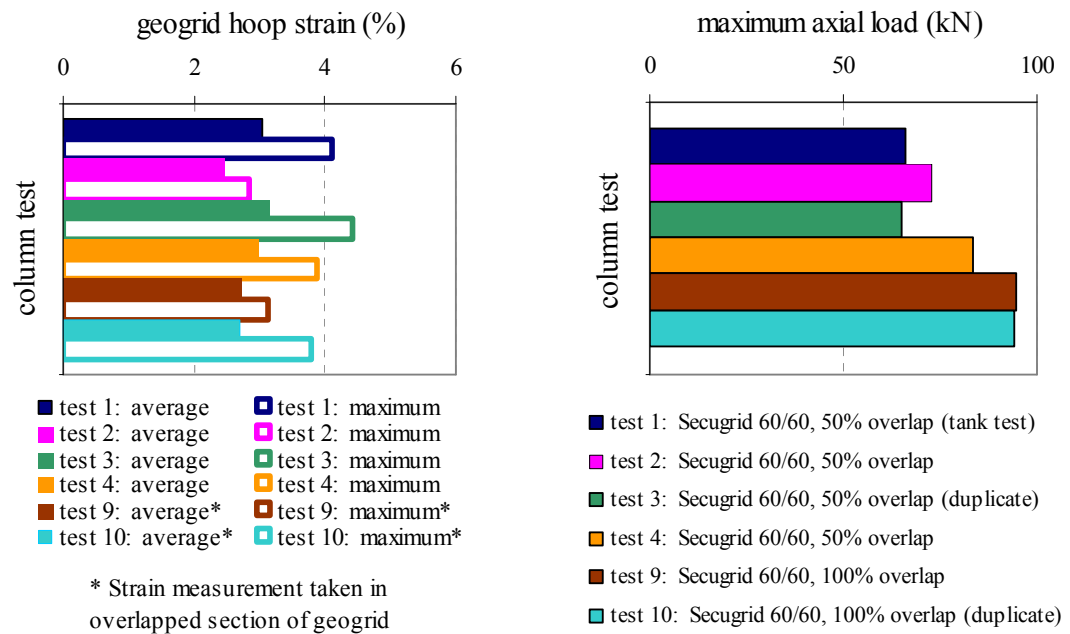 geogrid hoop strain (%)
0 2 4 6
column test
test 1: average
test 2: average
test 3: average
test 4: average
test 9: average*
test 10: average*
test 1: maximum
test 2: maximum
test 3: maximum
test 4: maximum
test 9: maximum*
test 10: maximum*
* Strain measurement taken in
overlapped section of geogrid
maximum axial load (kN)
0 50 100
column test
test 1: Secugrid 60/60, 50% overlap (tank test)
test 2: Secugrid 60/60, 50% overlap
test 3: Secugrid 60/60, 50% overlap (duplicate)
test 4: Secugrid 60/60, 50% overlap
test 9: Secugrid 60/60, 100% overlap
test 10: Secugrid 60/60, 100% overlap (duplicate)